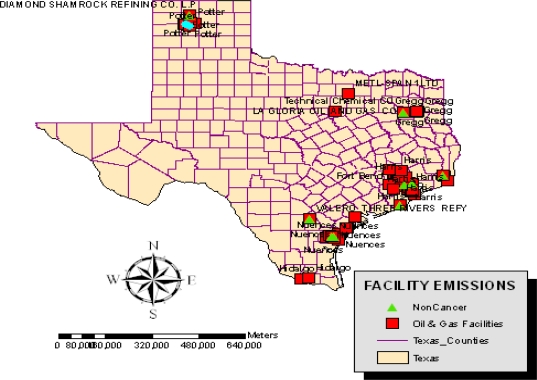 DIAMOND SHAMROCK REFINING CO. L.P
Potter
Potter
Potter
Potter Potter
METL-SPAN 1 LTD
Technical Chemical CO Gregg Gregg
LA GLORIA OIL AND GAS CO Gregg
Gregg Gregg
Harris
Harris
Fort Bend
Harris
Harris
Harris
VALERO THREE RIVERS REFY
Nueces Nueces
Nueces Nueces
Nueces
Hidalgo Hidalgo
N
W E
S
Meters
0 80,000 160,000 320,000 480,000 640,000
FACILITY EMISSIONS
NonCancer
Oil & Gas Facilities
Texas_Counties
Texas